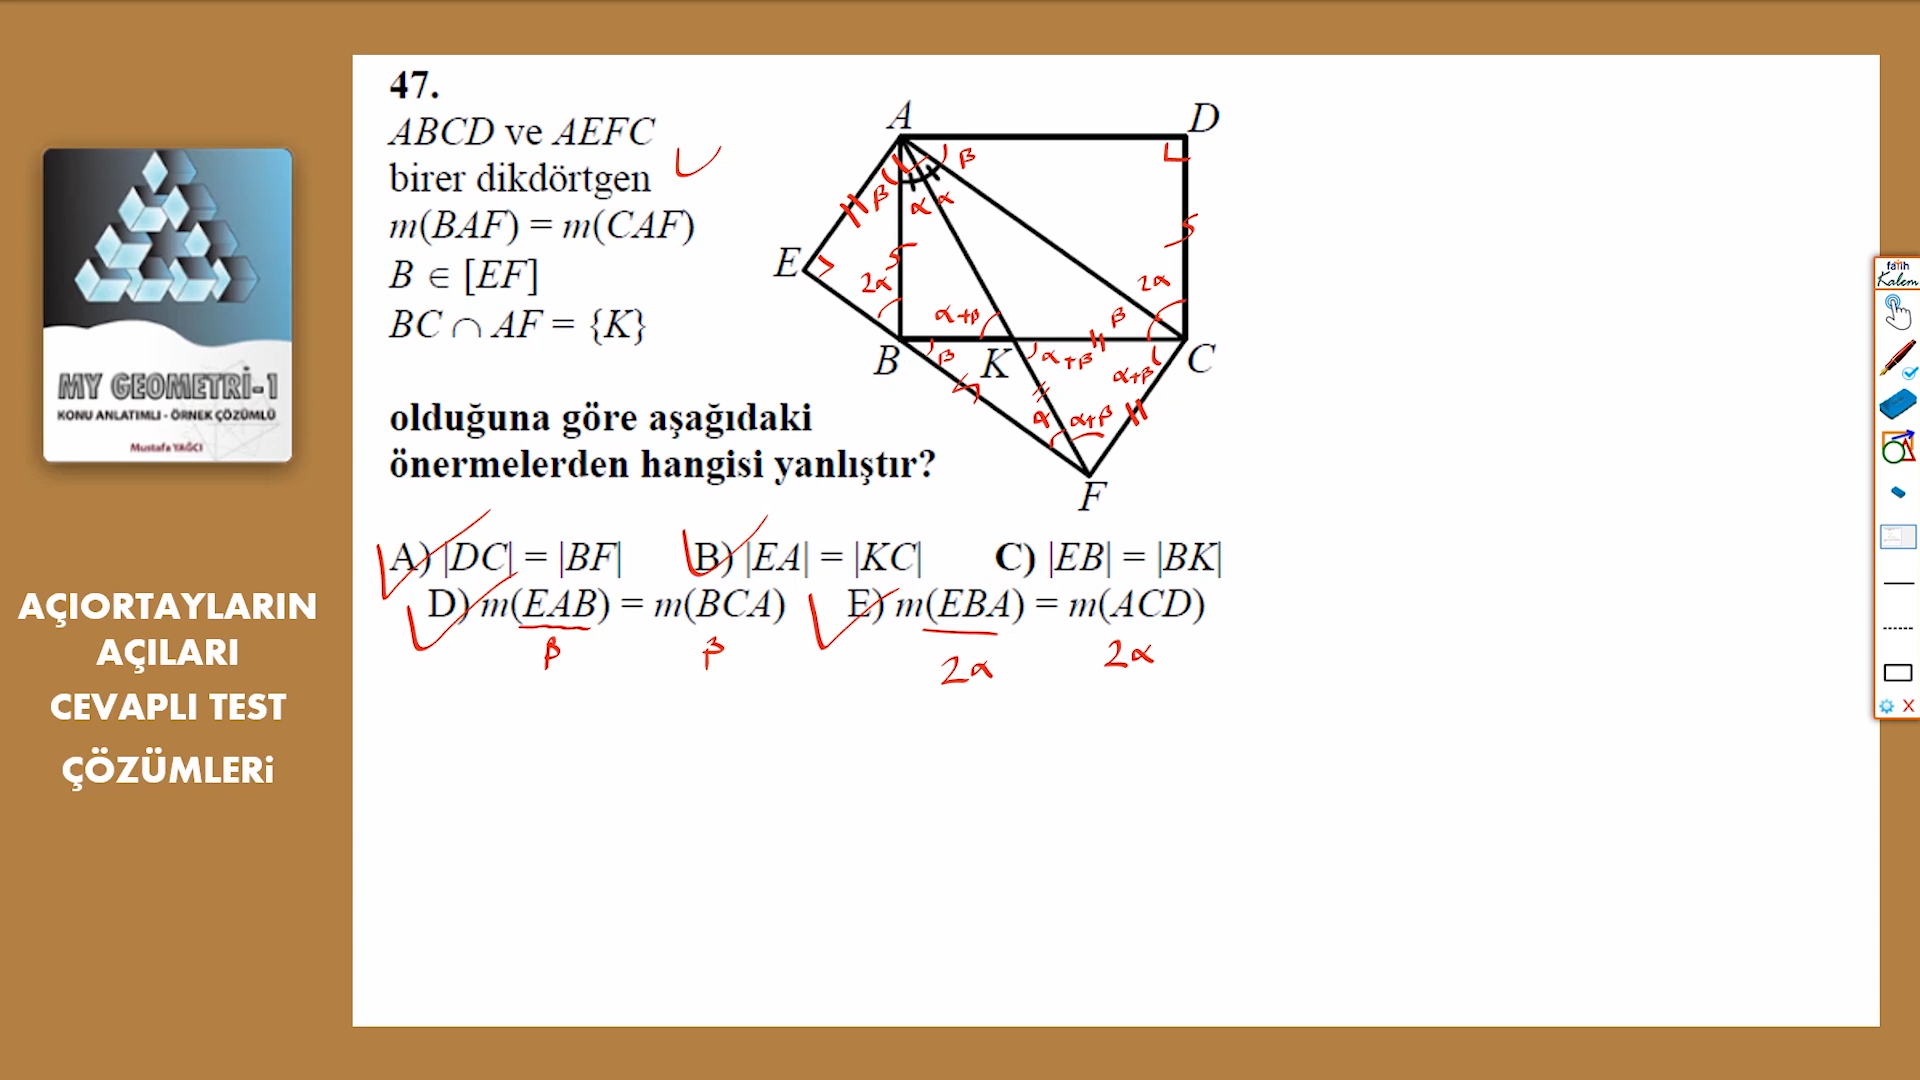 MY GEOMETRİ-1
KONU ANLATIMLI - ÖRNEK ÇÖZÜMLÜ
Mustafa YAĞCI
AÇIORTAYLARIN
AÇILARI
CEVAPLI TEST
ÇÖZÜMLERi
47.
ABCD ve AEFC
birer dikdörtgen
m(BAF) = m(CAF)
B ∈ [EF]
BC ∩ AF = {K}
olduğuna göre aşağıdaki
önermelerden hangisi yanlıştır?
A) |DC| = |BF| B) |EA| = |KC| C) |EB| = |BK|
D) m(EAB) = m(BCA) E) m(EBA) = m(ACD)
β β 2α 2α
A D
β
β α α
E
2α 2α
α+β β
B β K α+β C
α+β
α α+β
F
fatih
Kalem
X